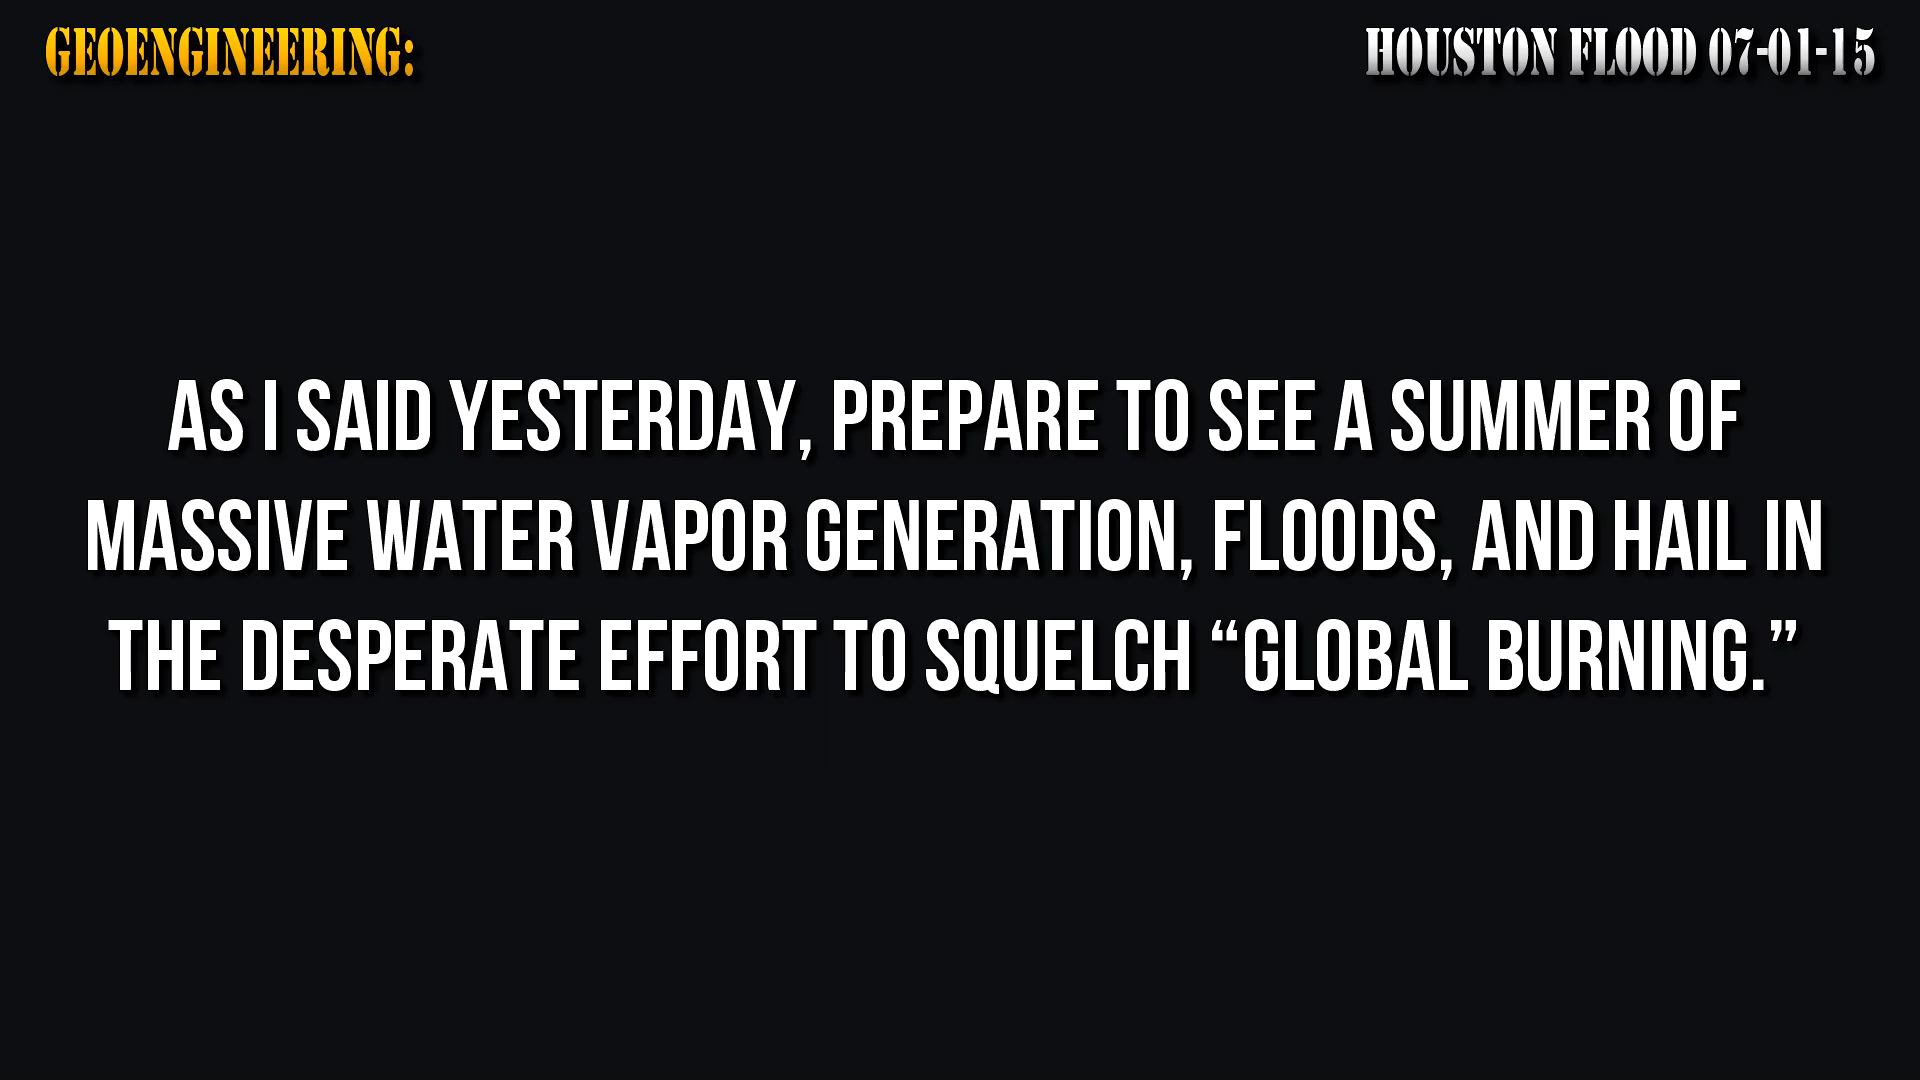 GEOENGINEERING:
HOUSTON FLOOD 07-01-15
AS I SAID YESTERDAY, PREPARE TO SEE A SUMMER OF
MASSIVE WATER VAPOR GENERATION, FLOODS, AND HAIL IN
THE DESPERATE EFFORT TO SQUELCH “GLOBAL BURNING.”